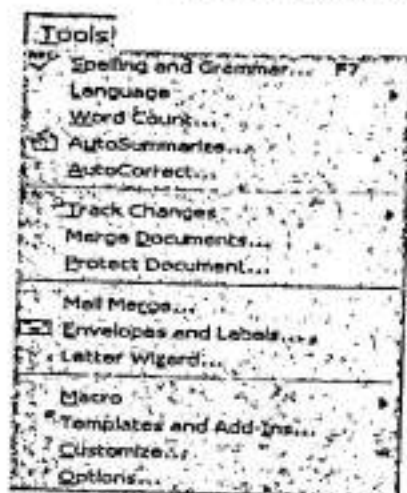 Tools
Spelling and Grammar... F7
Language
Word Count...
AutoSummarize...
AutoCorrect...
Track Changes
Merge Documents...
Protect Document...
Mail Merge...
Envelopes and Labels...
Letter Wizard...
Macro
Templates and Add-Ins...
Customize...
Options...